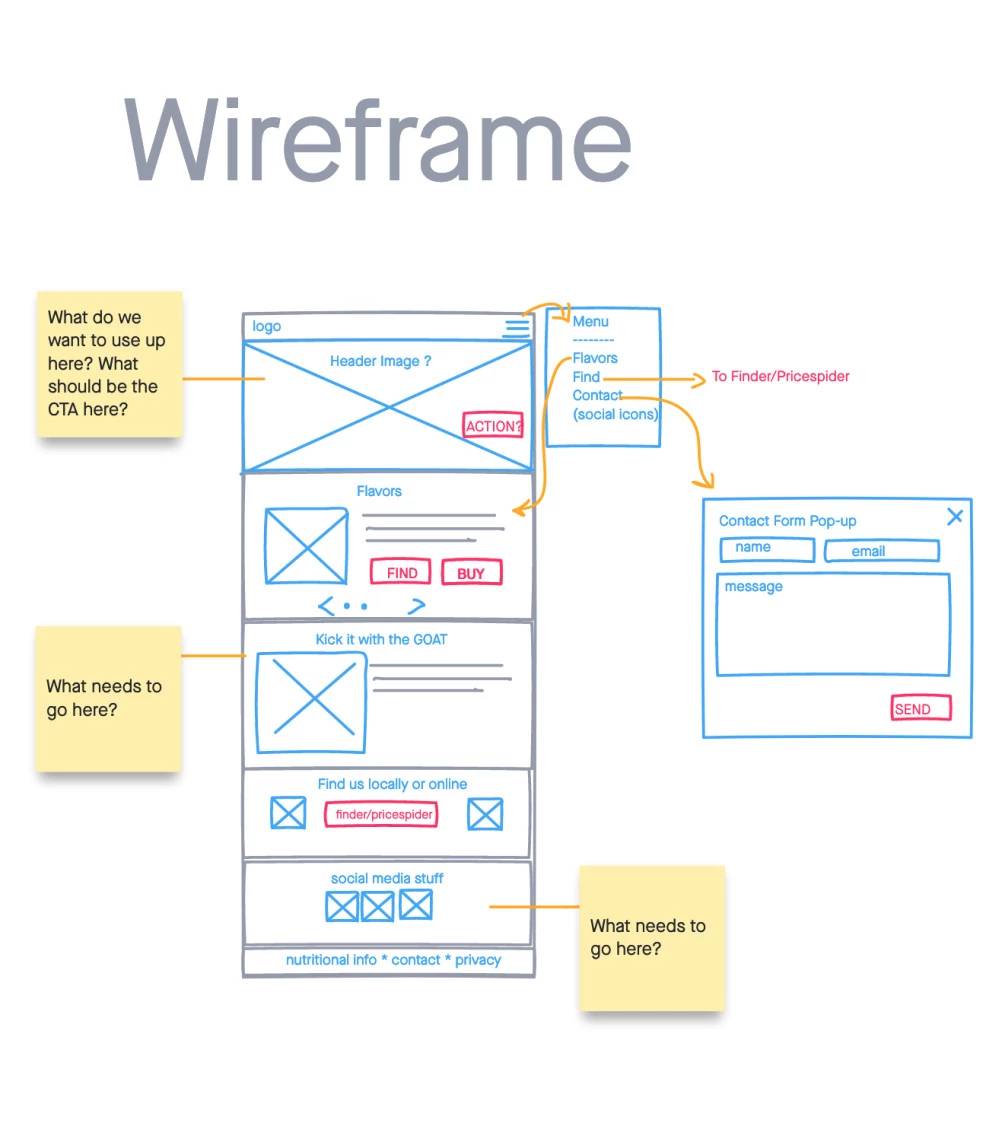 Wireframe
What do we
want to use up
here? What
should be the
CTA here?
logo
Header Image ?
ACTION?
Menu
--------
Flavors
Find
Contact
(social icons)
To Finder/Pricespider
Flavors
FIND
BUY
Contact Form Pop-up
name
email
message
SEND
Kick it with the GOAT
What needs to
go here?
Find us locally or online
finder/pricespider
social media stuff
What needs to
go here?
nutritional info * contact * privacy